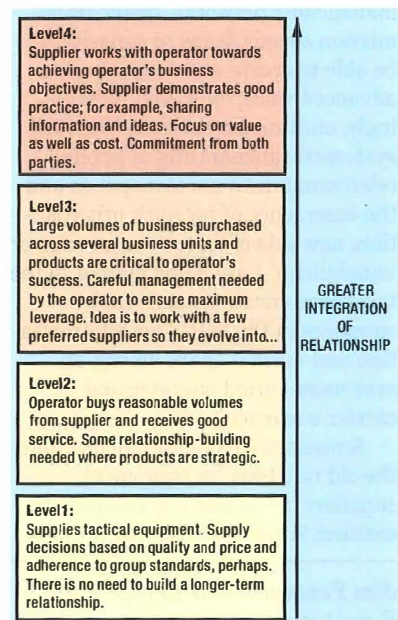 Level4:
Supplier works with operator towards
achieving operator's business
objectives. Supplier demonstrates good
practice; for example, sharing
information and ideas. Focus on value
as well as cost. Commitment from both
parties.
Level3:
Large volumes of business purchased
across several business units and
products are critical to operator's
success. Careful management needed
by the operator to ensure maximum
leverage. Idea is to work with a few
preferred suppliers so they evolve into...
Level2:
Operator buys reasonable volumes
from supplier and receives good
service. Some relationship-building
needed where products are strategic.
Level1:
Supplies tactical equipment. Supply
decisions based on quality and price and
adherence to group standards, perhaps.
There is no need to build a longer-term
relationship.
GREATER
INTEGRATION
OF
RELATIONSHIP